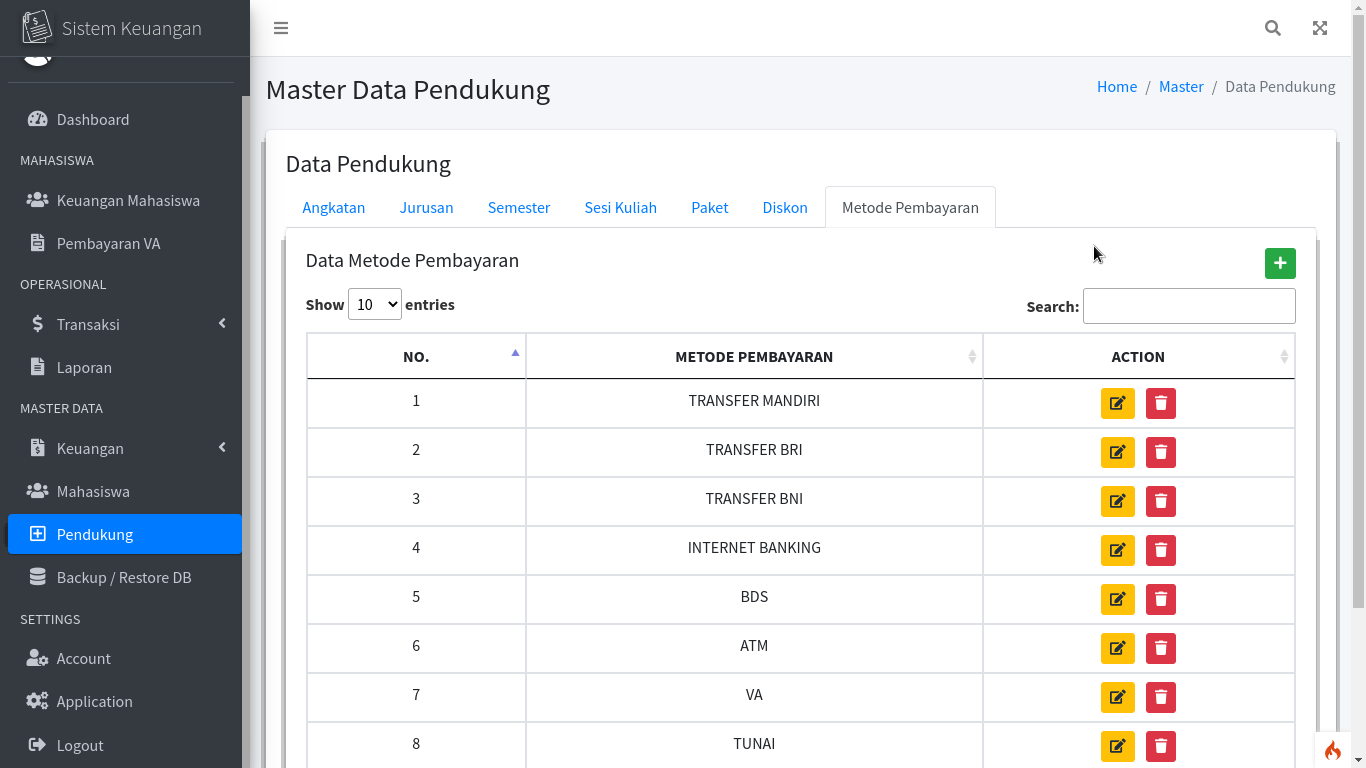 Sistem Keuangan
Dashboard
MAHASISWA
Keuangan Mahasiswa
Pembayaran VA
OPERASIONAL
Transaksi
Laporan
MASTER DATA
Keuangan
Mahasiswa
Pendukung
Backup / Restore DB
SETTINGS
Account
Application
Logout
Master Data Pendukung
Home / Master / Data Pendukung
Data Pendukung
Angkatan Jurusan Semester Sesi Kuliah Paket Diskon Metode Pembayaran
Data Metode Pembayaran
Show 10 entries
Search:
NO. METODE PEMBAYARAN ACTION
1 TRANSFER MANDIRI
2 TRANSFER BRI
3 TRANSFER BNI
4 INTERNET BANKING
5 BDS
6 ATM
7 VA
8 TUNAI